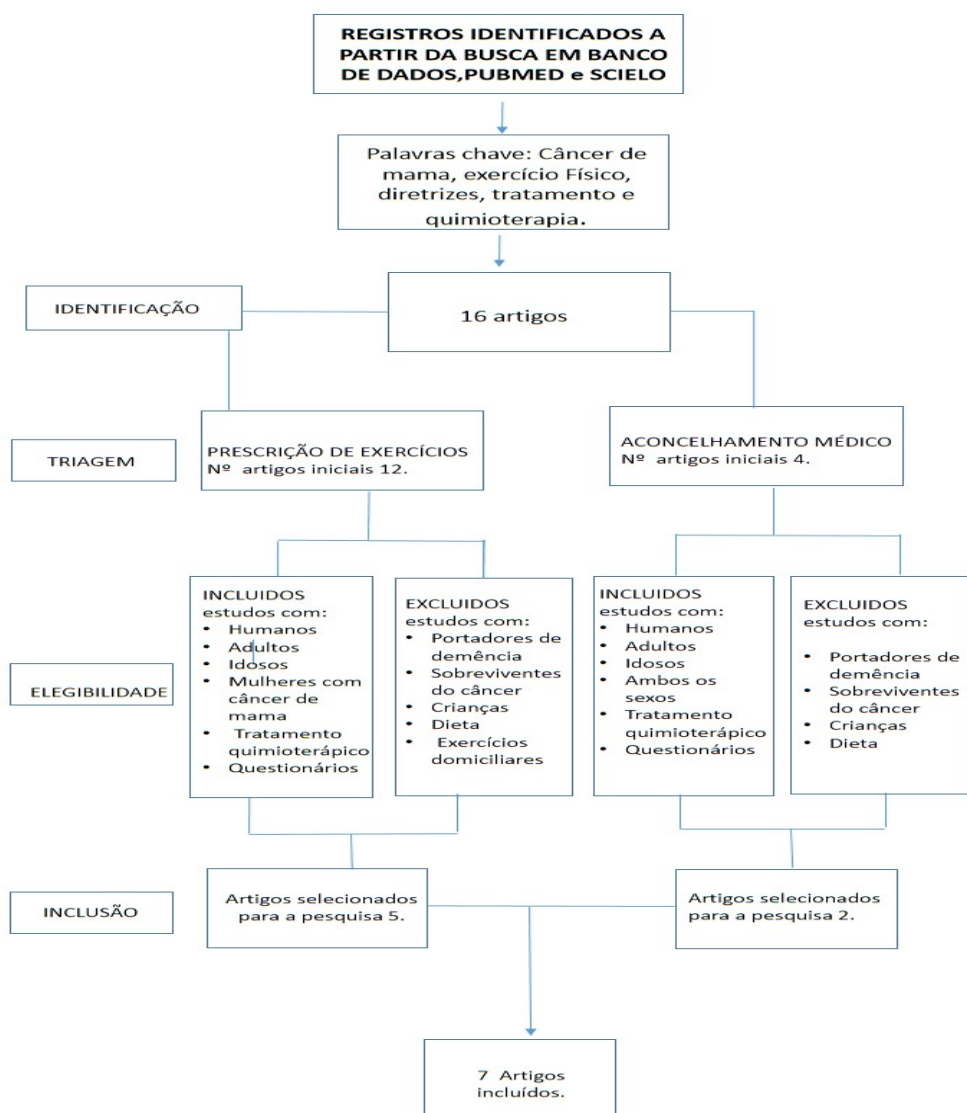 REGISTROS IDENTIFICADOS A
PARTIR DA BUSCA EM BANCO
DE DADOS,PUBMED e SCIELO
Palavras chave: Câncer de
mama, exercício Físico,
diretrizes, tratamento e
quimioterapia.
IDENTIFICAÇÃO
16 artigos
TRIAGEM
PRESCRIÇÃO DE EXERCÍCIOS
Nº artigos iniciais 12.
ACONCELHAMENTO MÉDICO
Nº artigos iniciais 4.
ELEGIBILIDADE
INCLUIDOS
estudos com:
• Humanos
• Adultos
• Idosos
• Mulheres com
câncer de
mama
• Tratamento
quimioterápico
• Questionários
EXCLUIDOS
estudos com:
• Portadores de
demência
• Sobreviventes
do câncer
• Crianças
• Dieta
• Exercícios
domiciliares
INCLUIDOS
estudos com:
• Humanos
• Adultos
• Idosos
• Ambos os
sexos
• Tratamento
quimioterápico
• Questionários
EXCLUIDOS
estudos com:
• Portadores de
demência
• Sobreviventes
do câncer
• Crianças
• Dieta
INCLUSÃO
Artigos selecionados
para a pesquisa 5.
Artigos selecionados
para a pesquisa 2.
7 Artigos
incluídos.